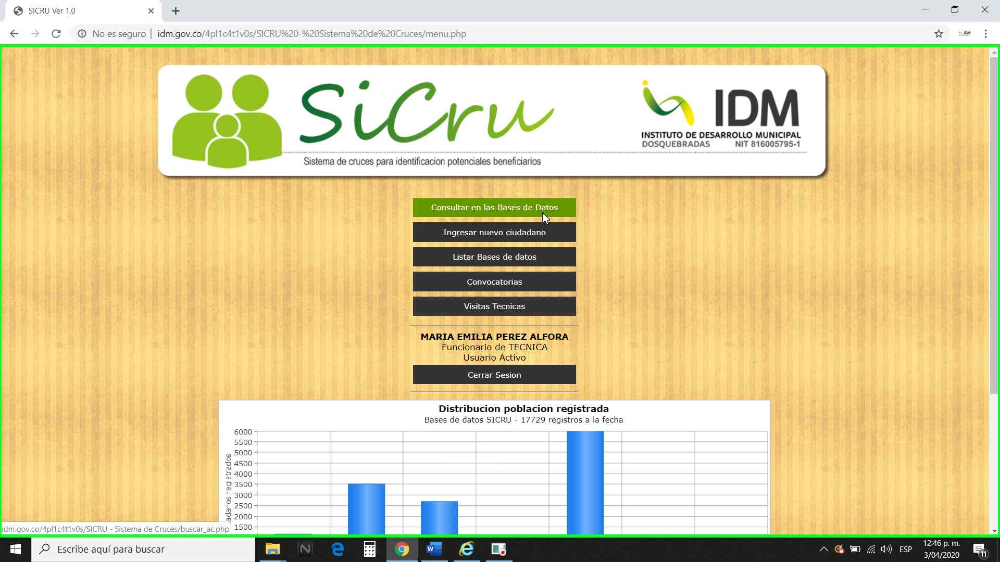 SICRU Ver 1.0
No es seguro | idm.gov.co/4pl1c4t1v0s/SICRU%20-%20Sistema%20de%20Cruces/menu.php
SiCru
Sistema de cruces para identificacion potenciales beneficiarios
IDM
INSTITUTO DE DESARROLLO MUNICIPAL
DOSQUEBRADAS NIT 816005795-1
Consultar en las Bases de Datos
Ingresar nuevo ciudadano
Listar Bases de datos
Convocatorias
Visitas Tecnicas
MARIA EMILIA PEREZ ALFORA
Funcionario de TECNICA
Usuario Activo
Cerrar Sesion
Distribucion poblacion registrada
Bases de datos SICRU - 17729 registros a la fecha
6000
5500
5000
4500
4000
3500
3000
2500
2000
1500
registrados
idm.gov.co/4pl1c4t1v0s/SICRU - Sistema de Cruces/buscar_ac.php
Escribe aquí para buscar
ESP
12:46 p. m.
3/04/2020
11